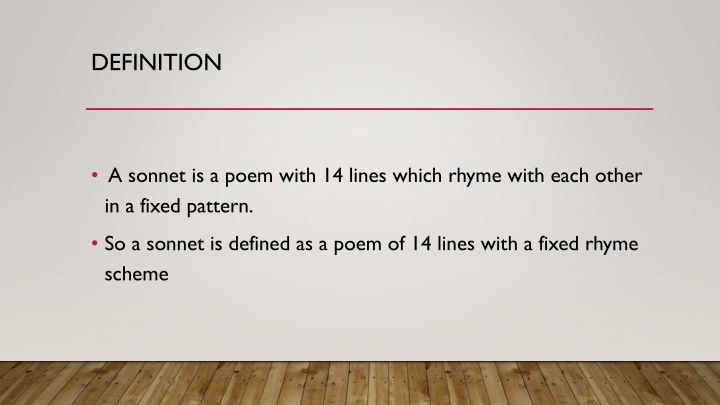 DEFINITION
• A sonnet is a poem with 14 lines which rhyme with each other
in a fixed pattern.
• So a sonnet is defined as a poem of 14 lines with a fixed rhyme
scheme